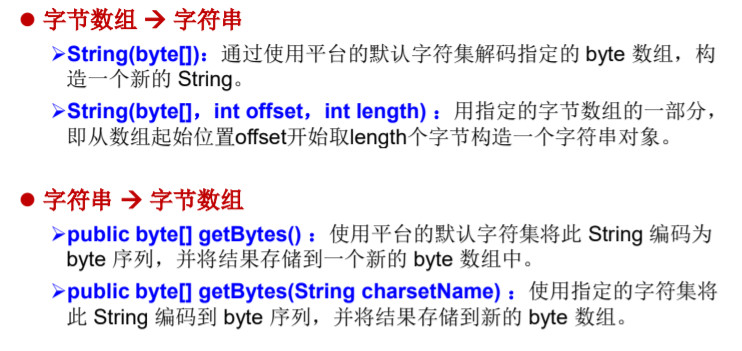 ● 字节数组 → 字符串
➢String(byte[])：通过使用平台的默认字符集解码指定的 byte 数组，构
造一个新的 String。
➢String(byte[]，int offset，int length) ：用指定的字节数组的一部分，
即从数组起始位置offset开始取length个字节构造一个字符串对象。
● 字符串 → 字节数组
➢public byte[] getBytes() ：使用平台的默认字符集将此 String 编码为
byte 序列，并将结果存储到一个新的 byte 数组中。
➢public byte[] getBytes(String charsetName) ：使用指定的字符集将
此 String 编码到 byte 序列，并将结果存储到新的 byte 数组。